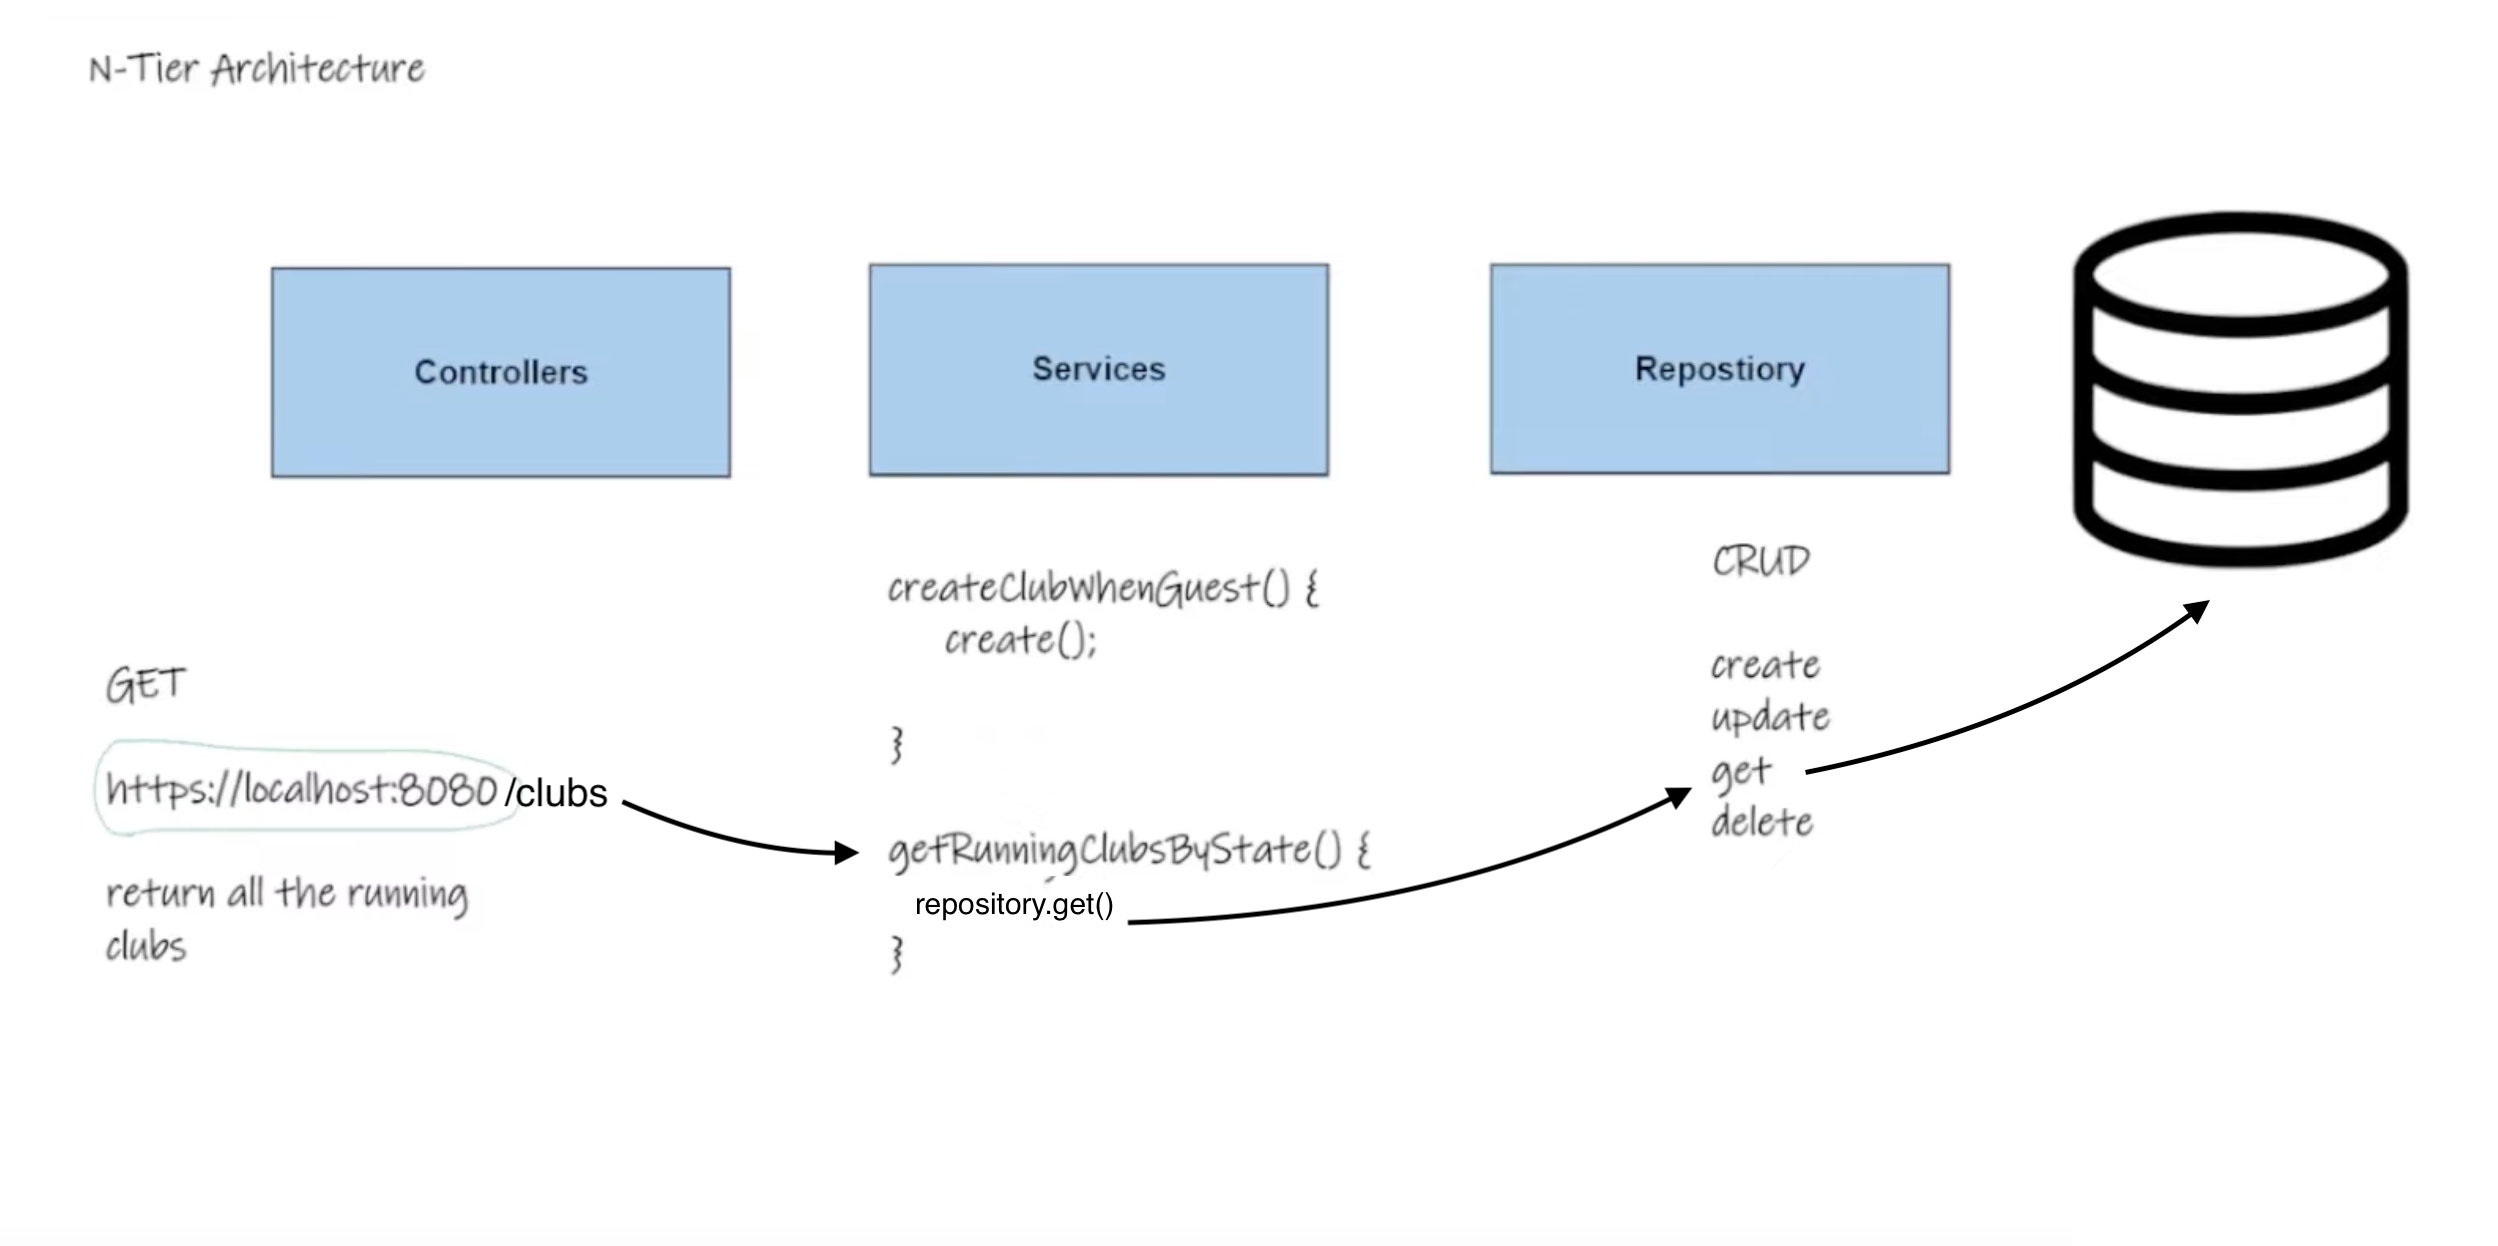 N-Tier Architecture
Controllers
Services
Repostiory
GET
https://localhost:8080 /clubs
return all the running
clubs
createClubWhenGuest() {
create();
}
getRunningClubsByState() {
repository.get()
}
CRUD
create
update
get
delete